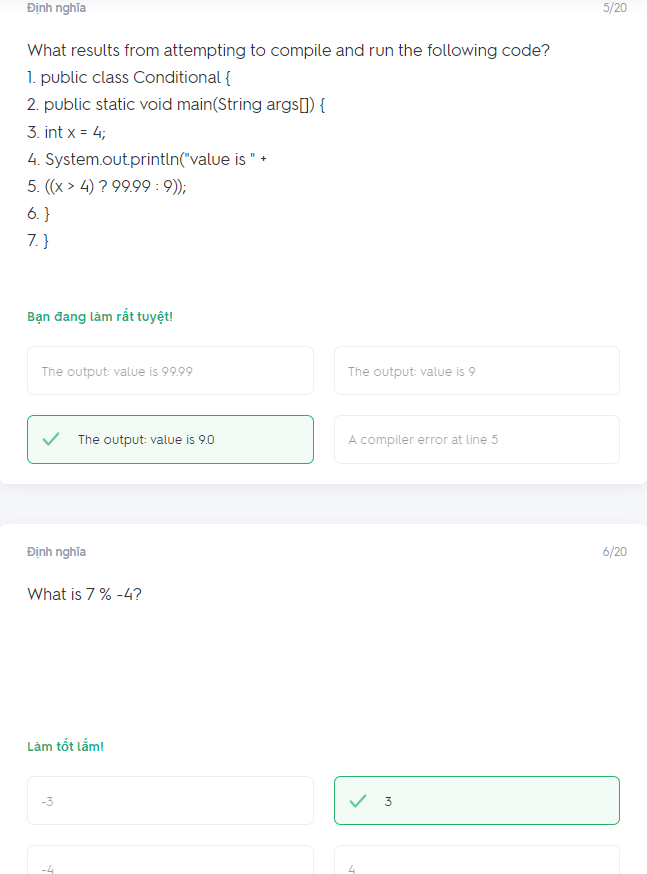 Định nghĩa
5/20
What results from attempting to compile and run the following code?
1. public class Conditional {
2. public static void main(String args[]) {
3. int x = 4;
4. System.out.println("value is " +
5. ((x > 4) ? 99.99 : 9));
6. }
7. }
Bạn đang làm rất tuyệt!
The output: value is 99.99
The output: value is 9
The output: value is 9.0
A compiler error at line 5
Định nghĩa
6/20
What is 7 % -4?
Làm tốt lắm!
-3
3
-4
4